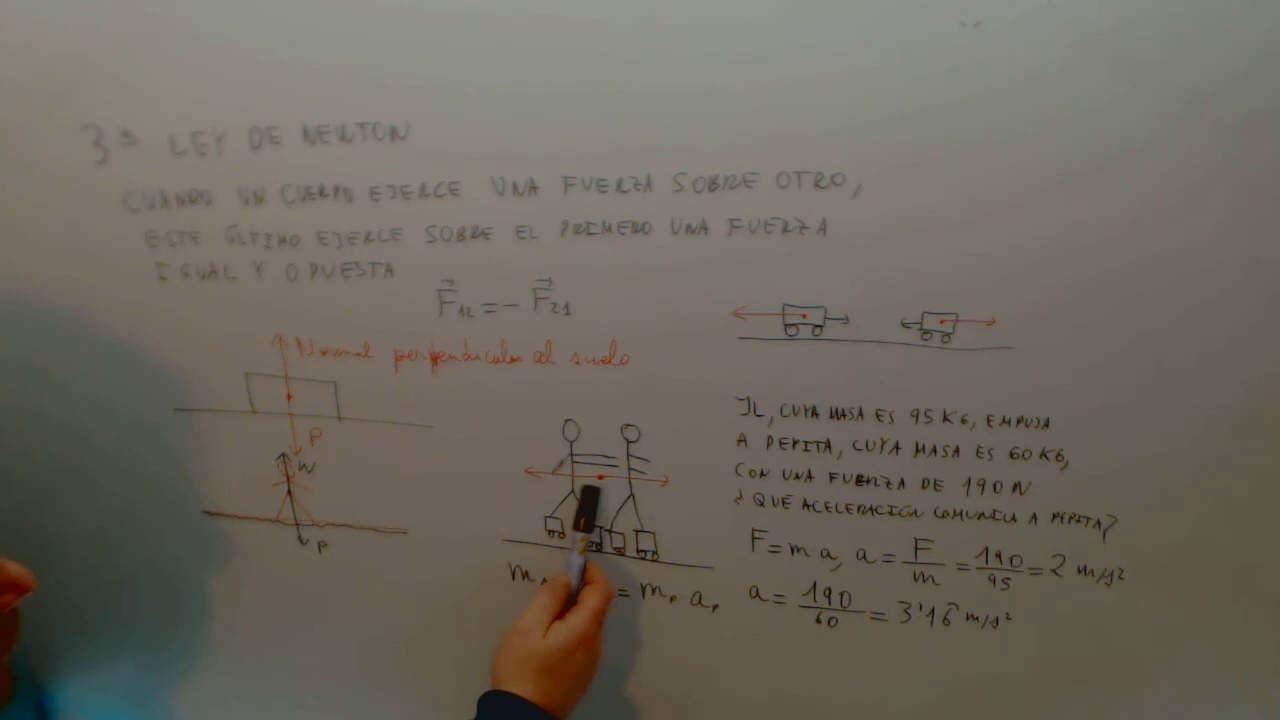 3ª LEY DE NEWTON
CUANDO UN CUERPO EJERCE UNA FUERZA SOBRE OTRO,
ESTE ÚLTIMO EJERCE SOBRE EL PRIMERO UNA FUERZA
IGUAL Y OPUESTA
F₁₂ = - F₂₁
Normal perpendicular al suelo
P
N
P
JL, CUYA MASA ES 95 KG, EMPUJA
A PEPITA, CUYA MASA ES 60 KG,
CON UNA FUERZA DE 190 N
¿QUÉ ACELERACIÓN COMUNICA A PEPITA?
F = m a, a = F/m = 190/95 = 2 m/s²
a = 190/60 = 3'16 m/s²
m = mₚ aₚ